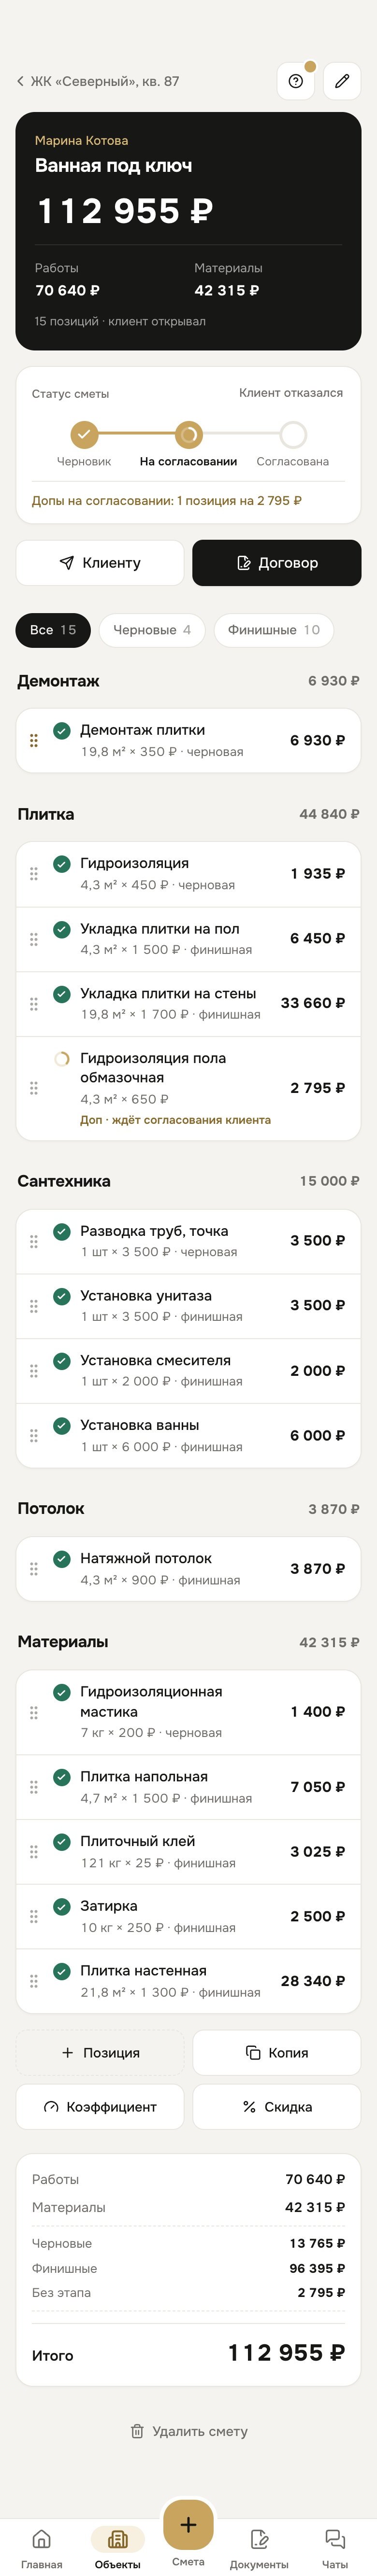 ЖК «Северный», кв. 87
Марина Котова
Ванная под ключ
112 955 ₽
Работы Материалы
70 640 ₽ 42 315 ₽
15 позиций · клиент открывал
Статус сметы Клиент отказался
Черновик На согласовании Согласована
Допы на согласовании: 1 позиция на 2 795 ₽
Клиенту Договор
Все 15 Черновые 4 Финишные 10
Демонтаж 6 930 ₽
Демонтаж плитки
19,8 м² × 350 ₽ · черновая
6 930 ₽
Плитка 44 840 ₽
Гидроизоляция
4,3 м² × 450 ₽ · черновая
1 935 ₽
Укладка плитки на пол
4,3 м² × 1 500 ₽ · финишная
6 450 ₽
Укладка плитки на стены
19,8 м² × 1 700 ₽ · финишная
33 660 ₽
Гидроизоляция пола
обмазочная
4,3 м² × 650 ₽
Доп · ждёт согласования клиента
2 795 ₽
Сантехника 15 000 ₽
Разводка труб, точка
1 шт × 3 500 ₽ · черновая
3 500 ₽
Установка унитаза
1 шт × 3 500 ₽ · финишная
3 500 ₽
Установка смесителя
1 шт × 2 000 ₽ · финишная
2 000 ₽
Установка ванны
1 шт × 6 000 ₽ · финишная
6 000 ₽
Потолок 3 870 ₽
Натяжной потолок
4,3 м² × 900 ₽ · финишная
3 870 ₽
Материалы 42 315 ₽
Гидроизоляционная
мастика
7 кг × 200 ₽ · черновая
1 400 ₽
Плитка напольная
4,7 м² × 1 500 ₽ · финишная
7 050 ₽
Плиточный клей
121 кг × 25 ₽ · финишная
3 025 ₽
Затирка
10 кг × 250 ₽ · финишная
2 500 ₽
Плитка настенная
21,8 м² × 1 300 ₽ · финишная
28 340 ₽
Позиция Копия
Коэффициент Скидка
Работы 70 640 ₽
Материалы 42 315 ₽
Черновые 13 765 ₽
Финишные 96 395 ₽
Без этапа 2 795 ₽
Итого 112 955 ₽
Удалить смету
Главная Объекты Смета Документы Чаты